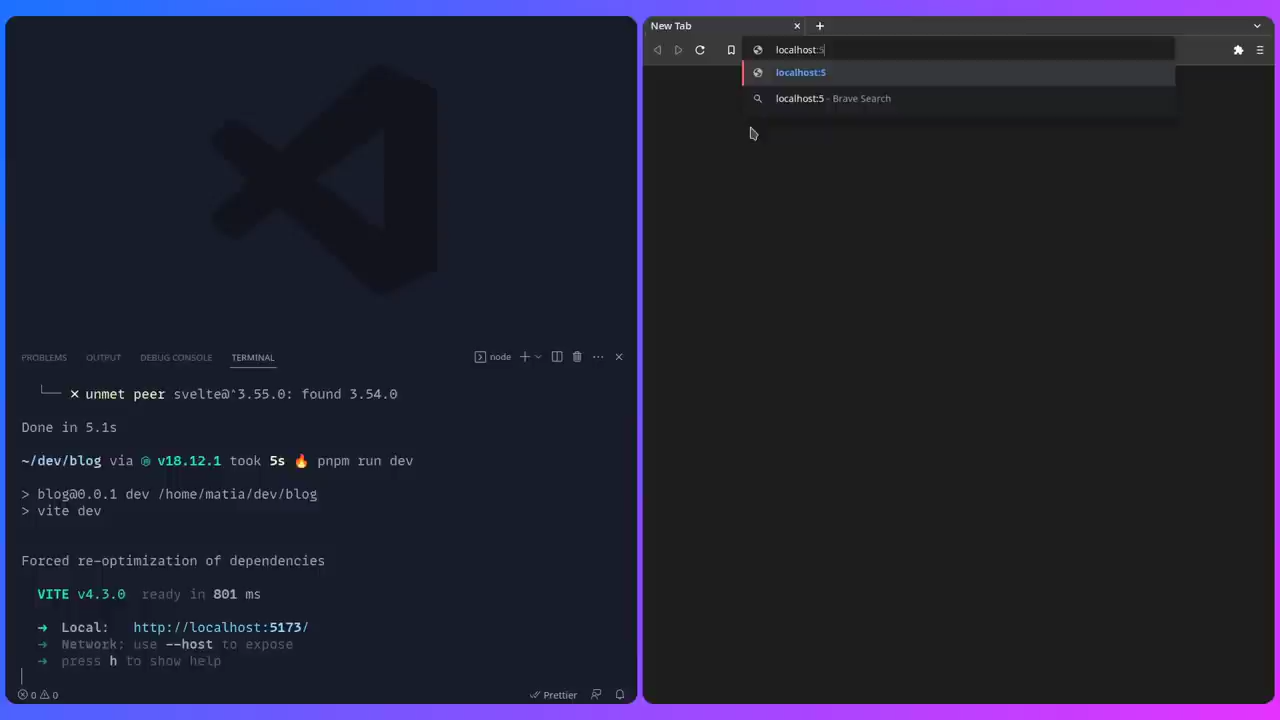 PROBLEMS OUTPUT DEBUG CONSOLE TERMINAL node
└── ✕ unmet peer svelte@^3.55.0: found 3.54.0
Done in 5.1s
~/dev/blog via v18.12.1 took 5s 🔥 pnpm run dev
> blog@0.0.1 dev /home/matia/dev/blog
> vite dev
Forced re-optimization of dependencies
VITE v4.3.0 ready in 801 ms
➜ Local: http://localhost:5173/
➜ Network: use --host to expose
➜ press h to show help
0 0 Prettier
New Tab
localhost:5
localhost:5
localhost:5 - Brave Search